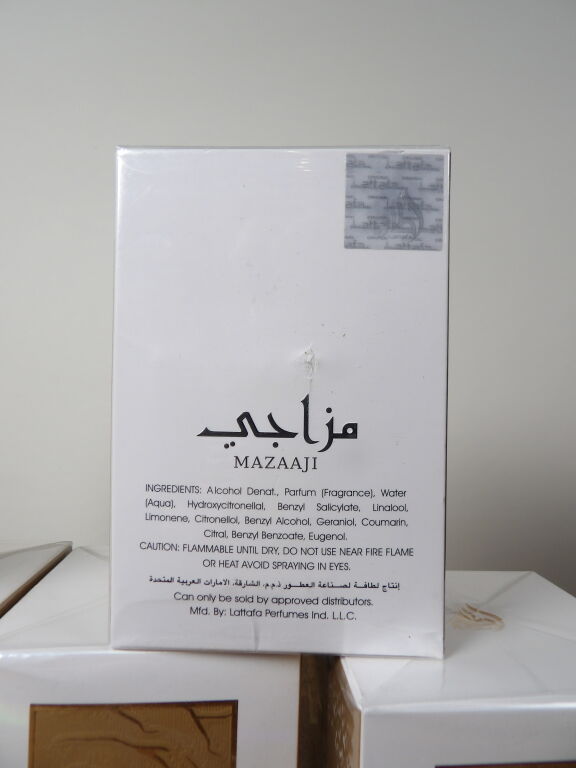 ORIGINAL
Lattafa
مزاجي
MAZAAJI
INGREDIENTS: Alcohol Denat., Parfum (Fragrance), Water
(Aqua), Hydroxycitronellal, Benzyl Salicylate, Linalool,
Limonene, Citronellol, Benzyl Alcohol, Geraniol, Coumarin,
Citral, Benzyl Benzoate, Eugenol.
CAUTION: FLAMMABLE UNTIL DRY, DO NOT USE NEAR FIRE FLAME
OR HEAT AVOID SPRAYING IN EYES.
إنتاج لطافة لصناعة العطور ذ.م.م. الشارقة، الامارات العربية المتحدة
Can only be sold by approved distributors.
Mfd. By: Lattafa Perfumes Ind. L.L.C.